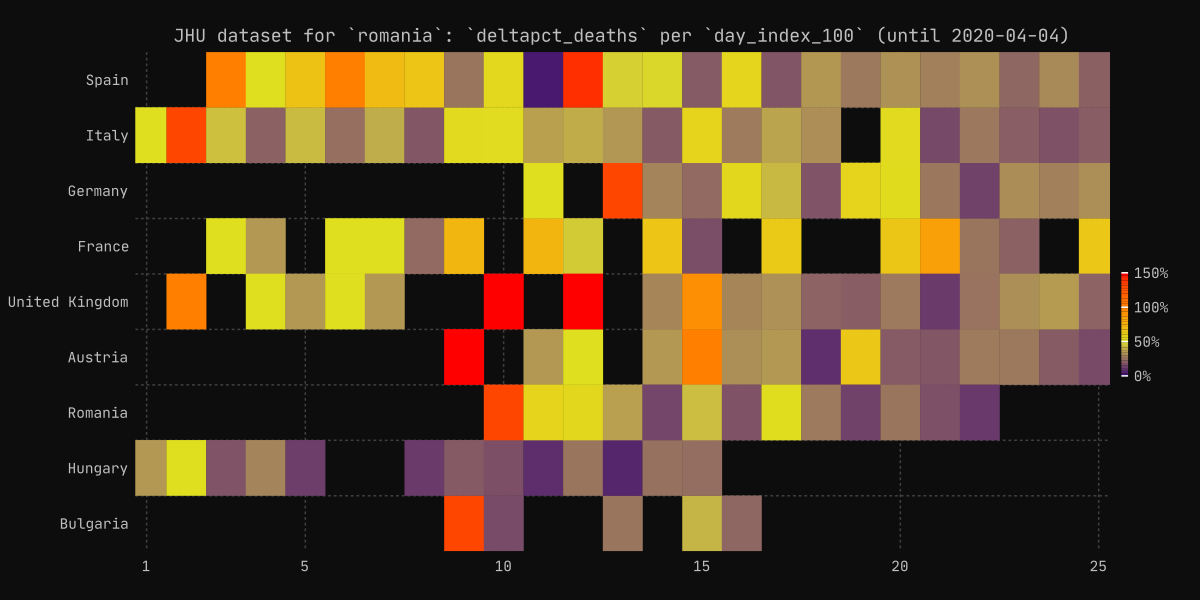 JHU dataset for `romania`: `deltapct_deaths` per `day_index_100` (until 2020-04-04)
Spain
Italy
Germany
France
United Kingdom
Austria
Romania
Hungary
Bulgaria
150%
100%
50%
0%
1 5 10 15 20 25